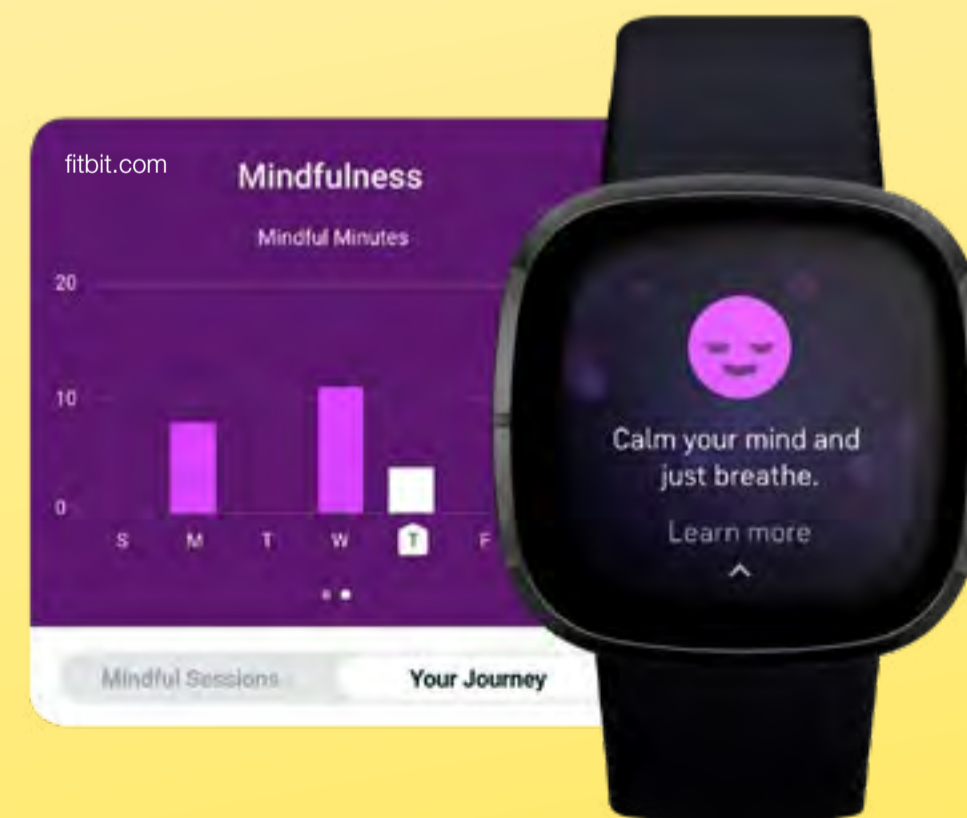 fitbit.com
Mindfulness
Mindful Minutes
20
10
0
S M T W T F
Mindful Sessions
Your Journey
Calm your mind and
just breathe.
Learn more